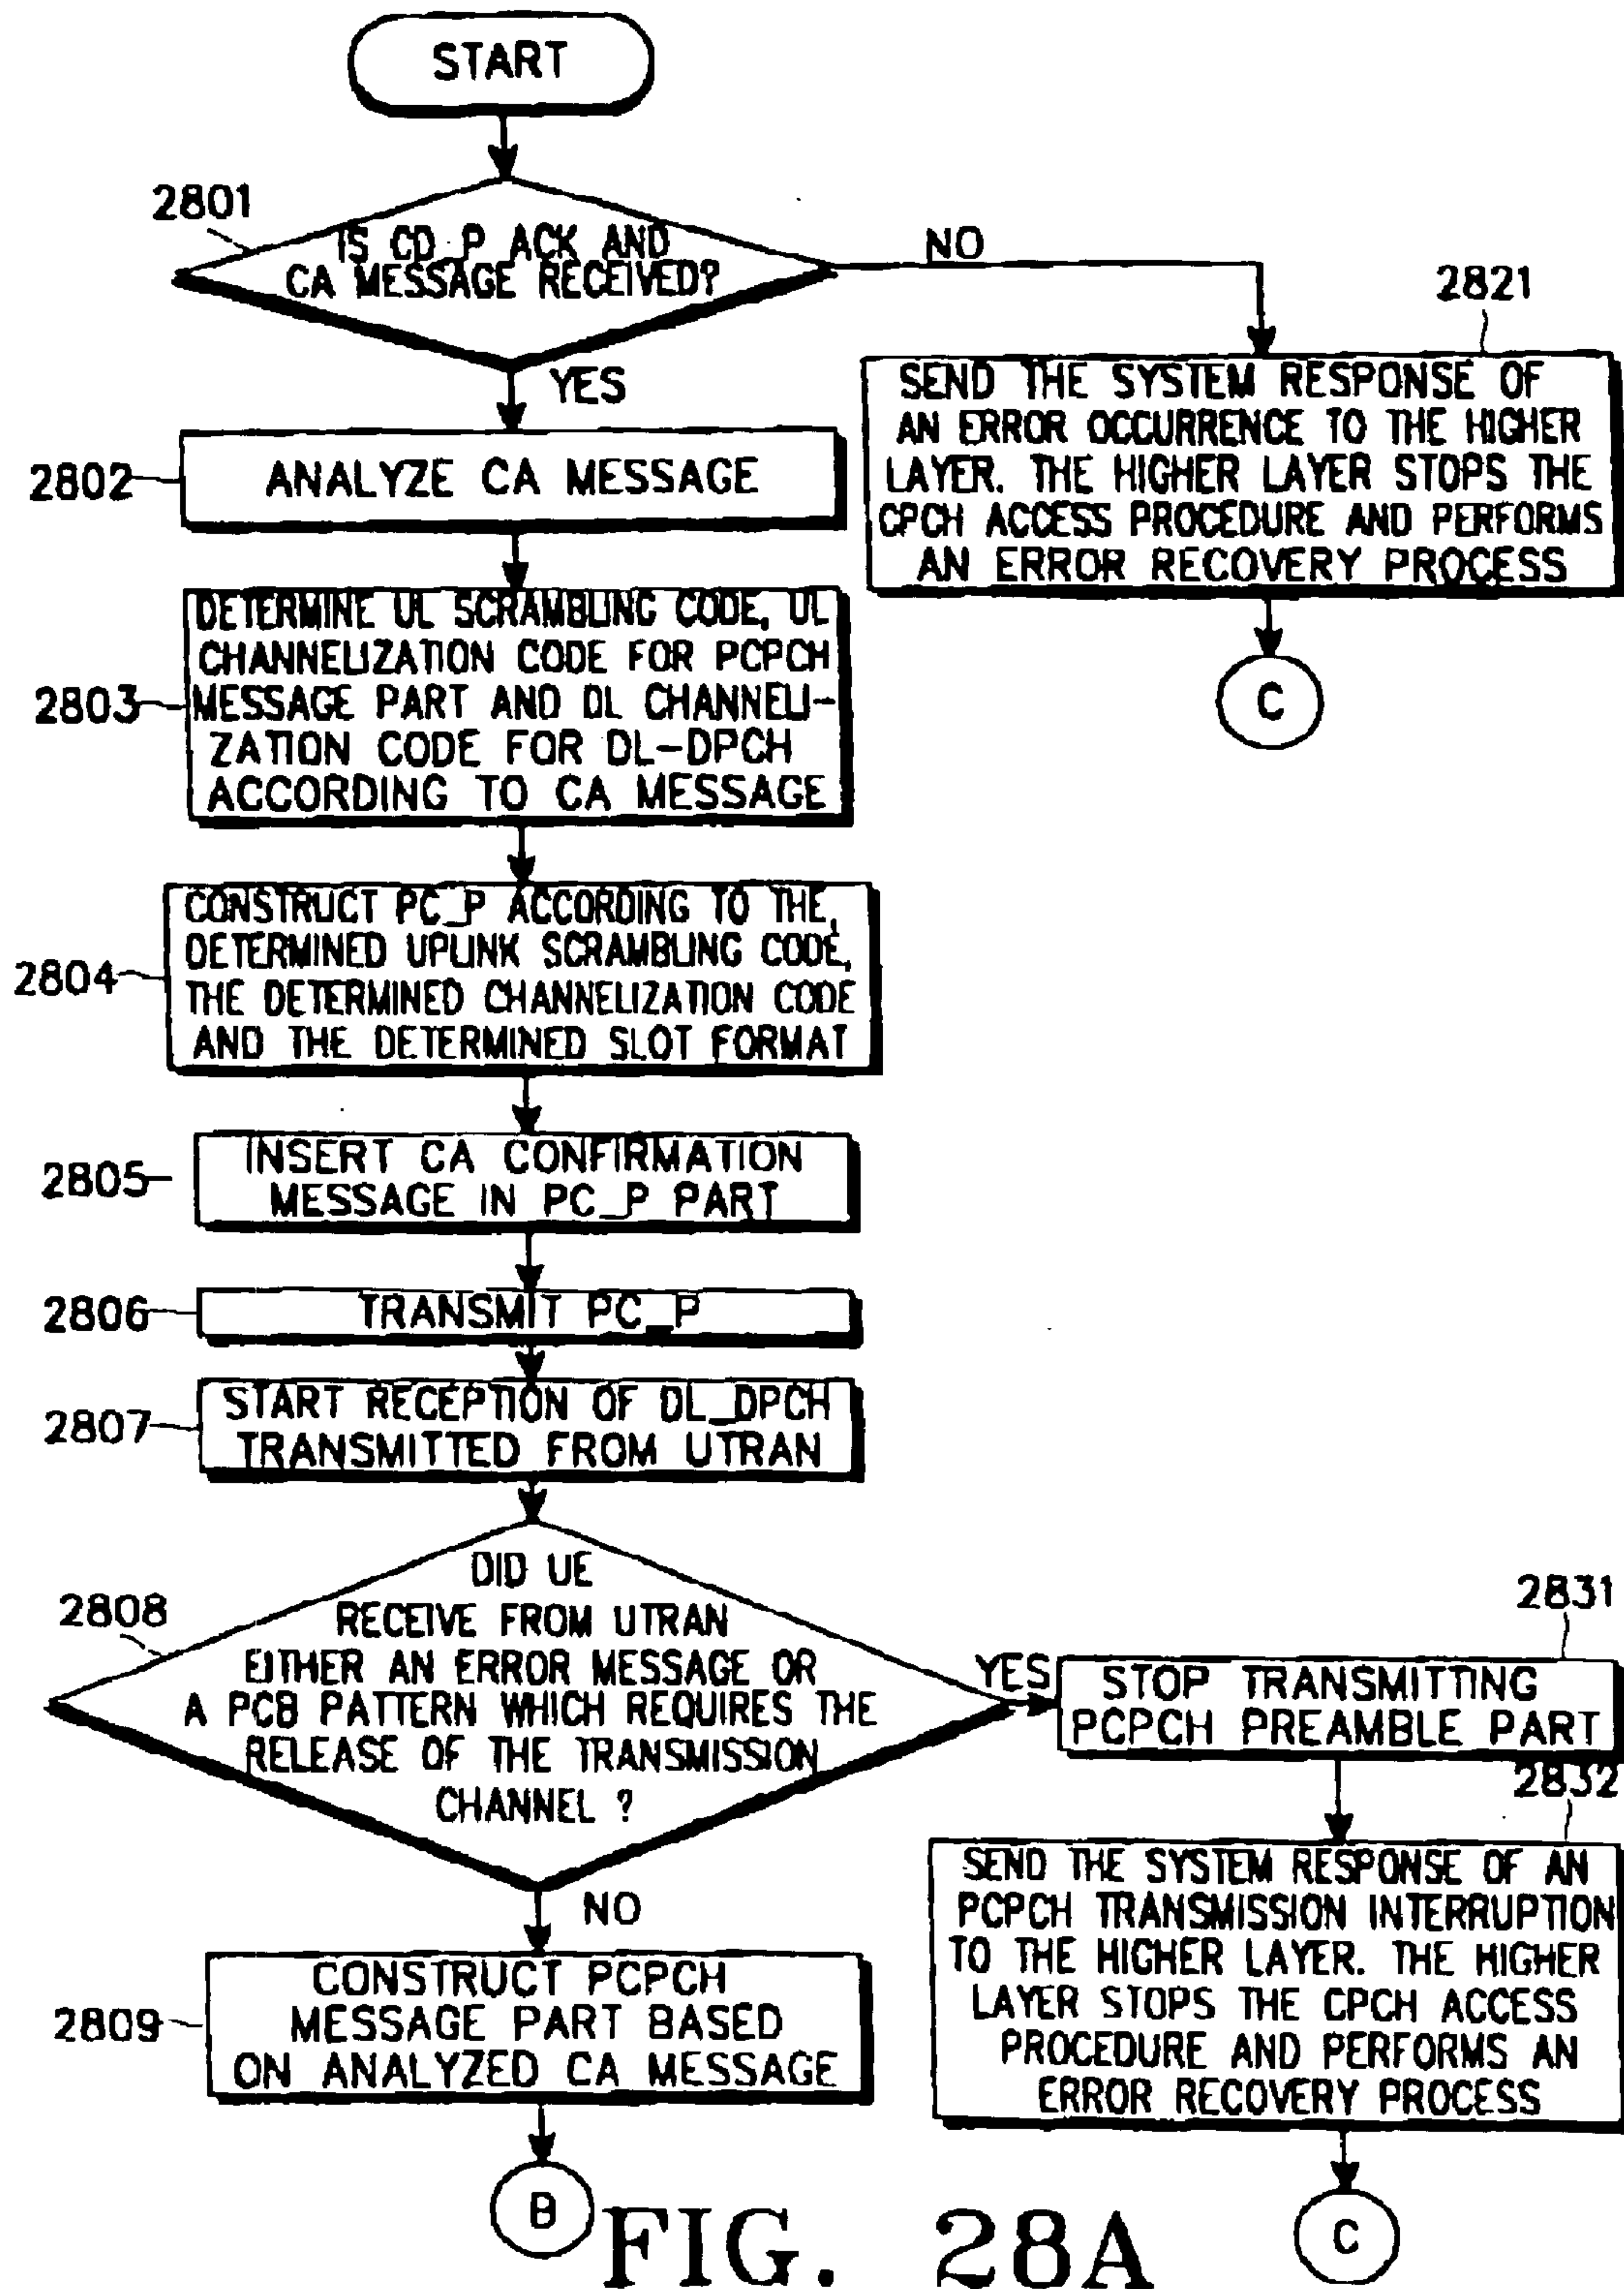 START
2801
IS CD_P ACK AND
CA MESSAGE RECEIVED?
NO
YES
2821
SEND THE SYSTEM RESPONSE OF
AN ERROR OCCURRENCE TO THE HIGHER
LAYER. THE HIGHER LAYER STOPS THE
CPCH ACCESS PROCEDURE AND PERFORMS
AN ERROR RECOVERY PROCESS
C
2802
ANALYZE CA MESSAGE
2803
DETERMINE UL SCRAMBLING CODE, UL
CHANNELIZATION CODE FOR PCPCH
MESSAGE PART AND DL CHANNELI-
ZATION CODE FOR DL-DPCH
ACCORDING TO CA MESSAGE
2804
CONSTRUCT PC_P ACCORDING TO THE,
DETERMINED UPLINK SCRAMBLING CODE,
THE DETERMINED CHANNELIZATION CODE
AND THE DETERMINED SLOT FORMAT
2805
INSERT CA CONFIRMATION
MESSAGE IN PC_P PART
2806
TRANSMIT PC_P
2807
START RECEPTION OF DL_DPCH
TRANSMITTED FROM UTRAN
2808
DID UE
RECEIVE FROM UTRAN
EITHER AN ERROR MESSAGE OR
A PCB PATTERN WHICH REQUIRES THE
RELEASE OF THE TRANSMISSION
CHANNEL ?
YES
NO
2831
STOP TRANSMITTING
PCPCH PREAMBLE PART
2832
SEND THE SYSTEM RESPONSE OF AN
PCPCH TRANSMISSION INTERRUPTION
TO THE HIGHER LAYER. THE HIGHER
LAYER STOPS THE CPCH ACCESS
PROCEDURE AND PERFORMS AN
ERROR RECOVERY PROCESS
C
2809
CONSTRUCT PCPCH
MESSAGE PART BASED
ON ANALYZED CA MESSAGE
B
FIG. 28A